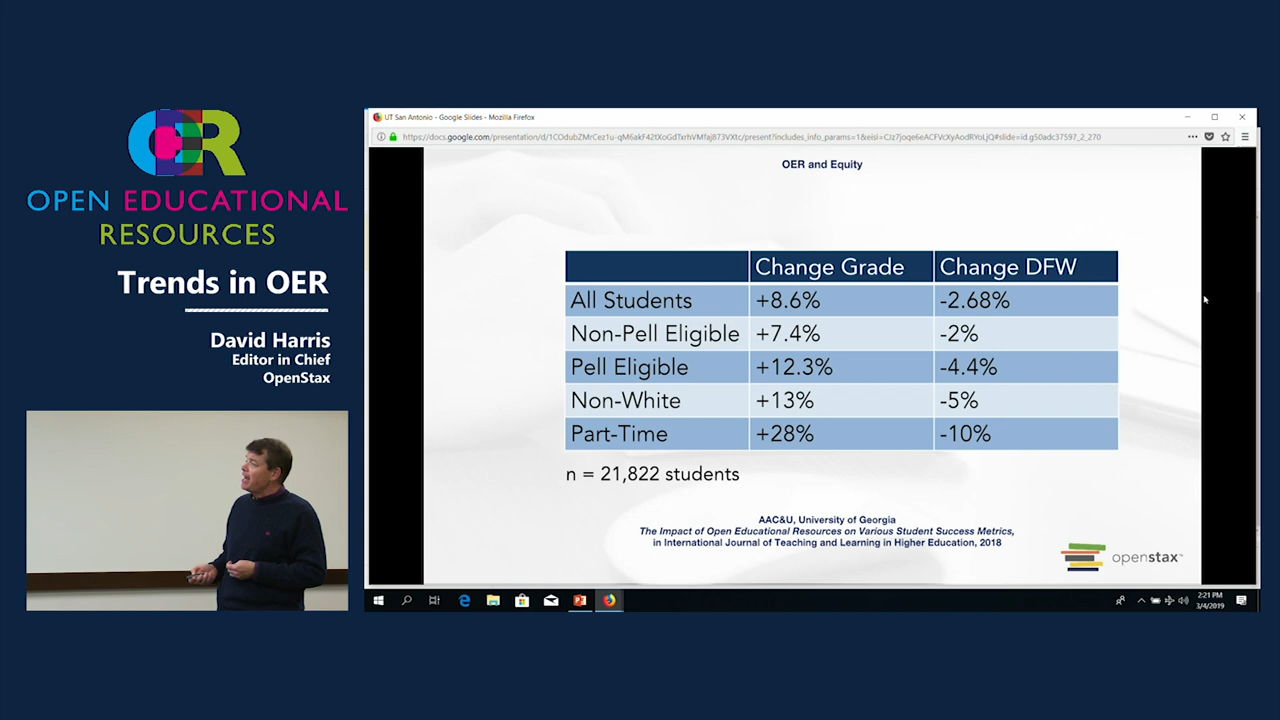 OER
OPEN EDUCATIONAL
RESOURCES
Trends in OER
David Harris
Editor in Chief
OpenStax
UT San Antonio - Google Slides - Mozilla Firefox
OER and Equity
Change Grade Change DFW
All Students +8.6% -2.68%
Non-Pell Eligible +7.4% -2%
Pell Eligible +12.3% -4.4%
Non-White +13% -5%
Part-Time +28% -10%
n = 21,822 students
AAC&U, University of Georgia
The Impact of Open Educational Resources on Various Student Success Metrics,
in International Journal of Teaching and Learning in Higher Education, 2018
openstax™
2:21 PM
3/4/2019